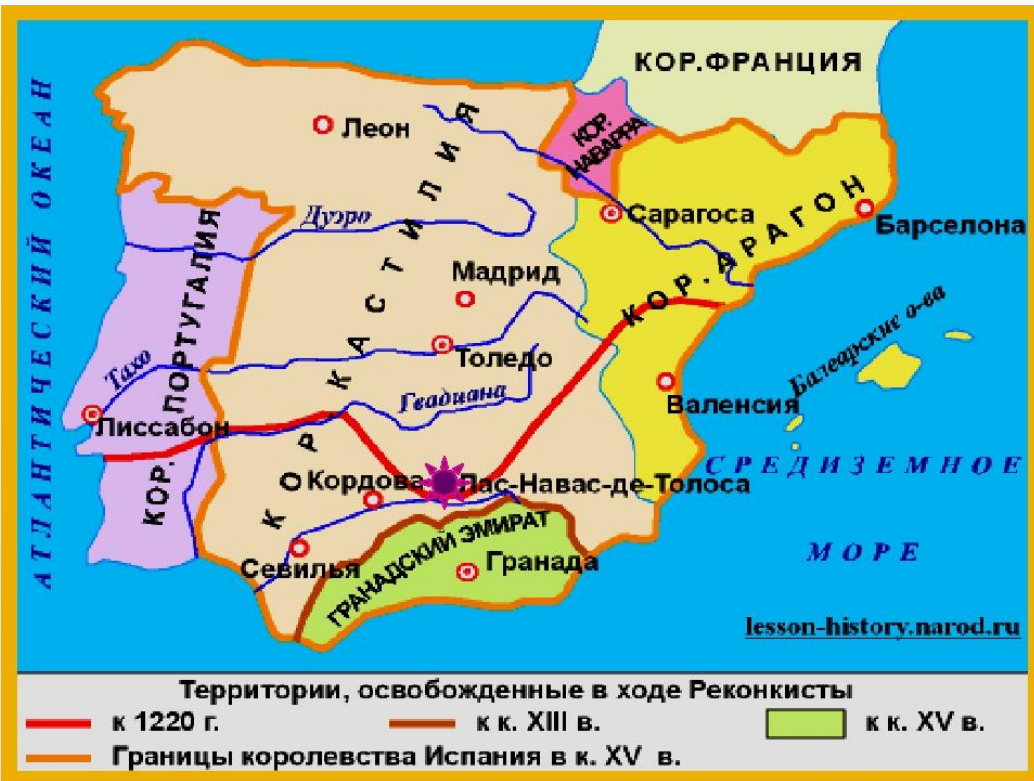 КОР.ФРАНЦИЯ
АТЛАНТИЧЕСКИЙ ОКЕАН
Леон
КОР. НАВАРРА
КОР. КАСТИЛИЯ
КОР. ПОРТУГАЛИЯ
Дуэро
Сарагоса
КОР. АРАГОН
Барселона
Мадрид
Тахо
Толедо
Гвадиана
Балеарские о-ва
Валенсия
Лиссабон
СРЕДИЗЕМНОЕ
МОРЕ
Кордова
Лас-Навас-де-Толоса
Севилья
ГРАНАДСКИЙ ЭМИРАТ
Гранада
lesson-history.narod.ru
Территории, освобожденные в ходе Реконкисты
к 1220 г.
к к. XIII в.
к к. XV в.
Границы королевства Испания в к. XV в.